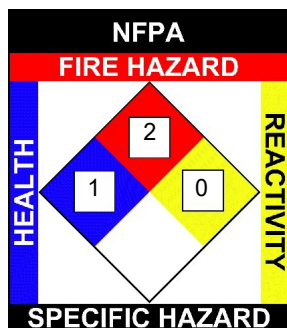 NFPA
FIRE HAZARD
HEALTH
2
1
0
REACTIVITY
SPECIFIC HAZARD